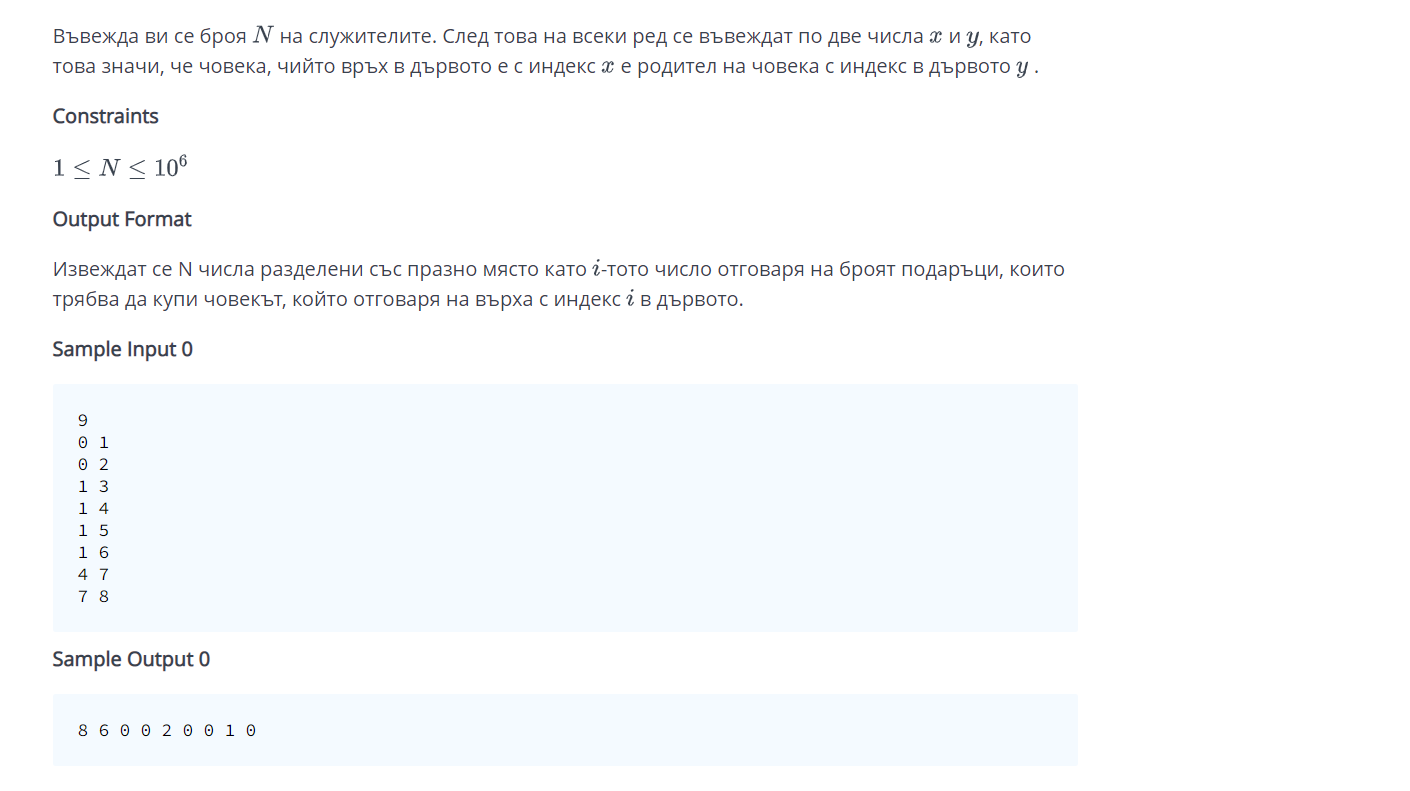 Въвежда ви се броя N на служителите. След това на всеки ред се въвеждат по две числа x и y, като
това значи, че човека, чийто връх в дървото е с индекс x е родител на човека с индекс в дървото y .
Constraints
1 ≤ N ≤ 10⁶
Output Format
Извеждат се N числа разделени със празно място като i-тото число отговаря на броят подаръци, които
трябва да купи човекът, който отговаря на върха с индекс i в дървото.
Sample Input 0
9
0 1
0 2
1 3
1 4
1 5
1 6
4 7
7 8
Sample Output 0
8 6 0 0 2 0 0 1 0